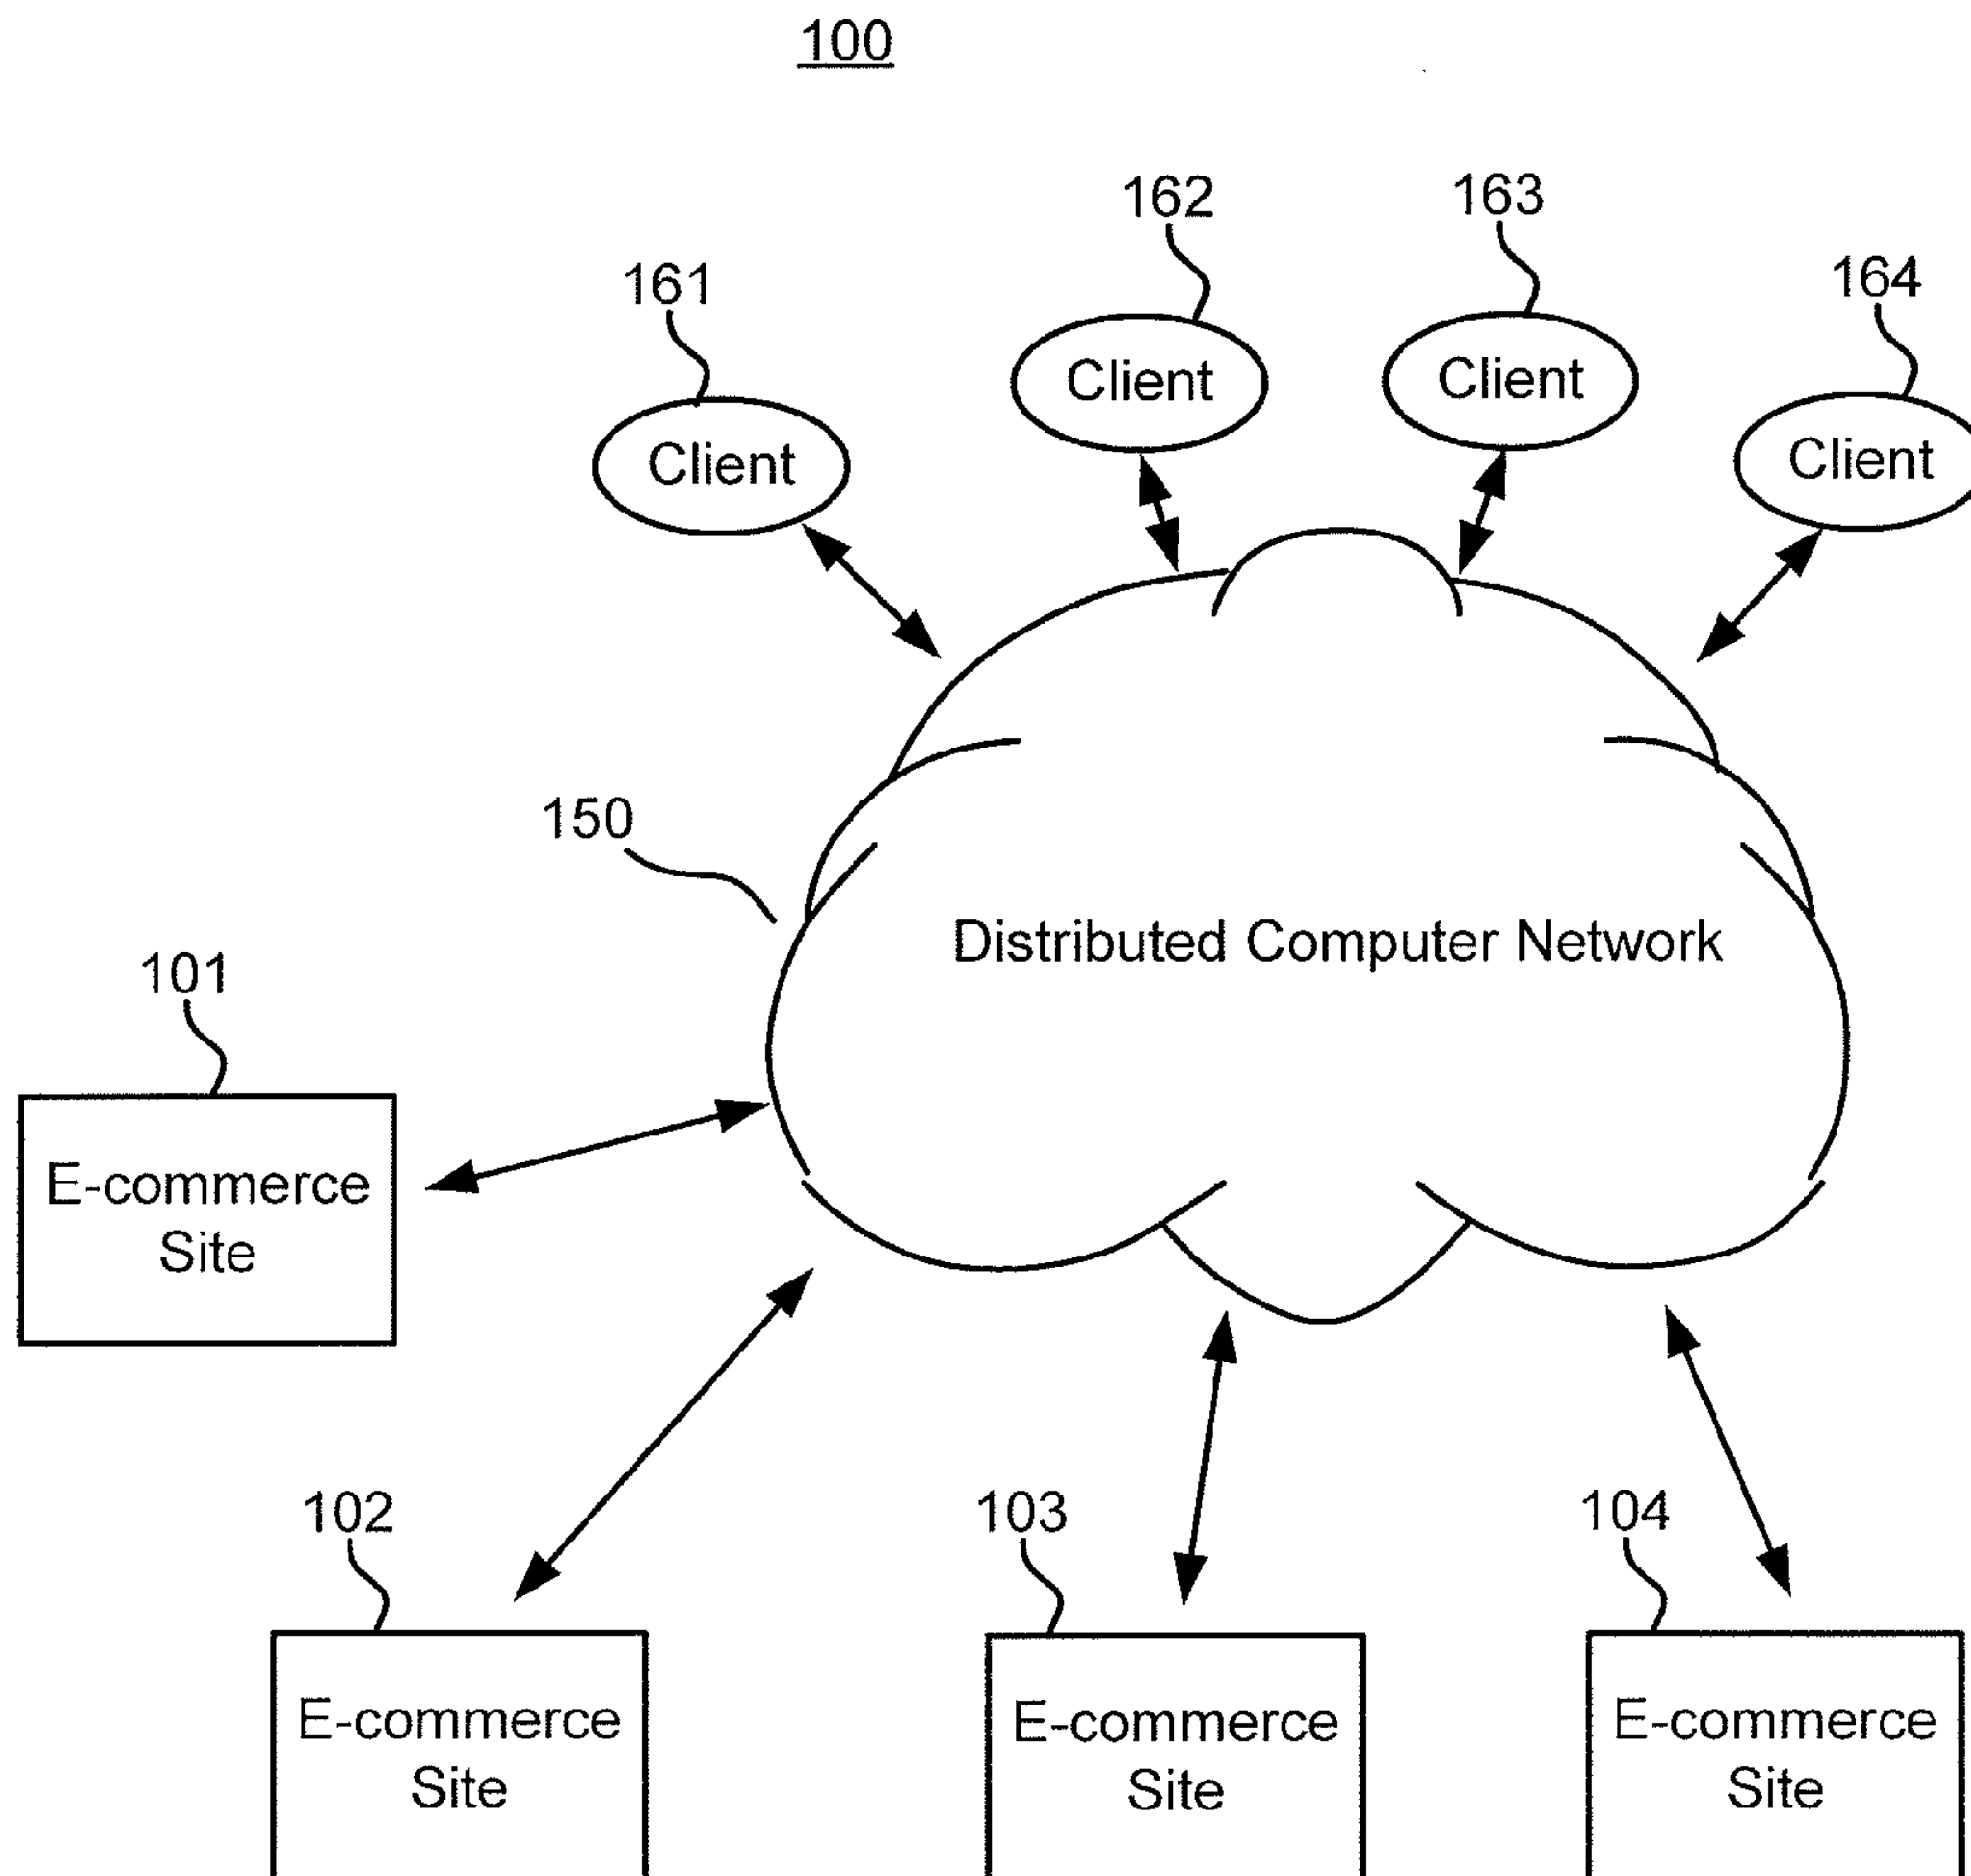 100
162
163
161
164
Client
Client
Client
Client
150
Distributed Computer Network
101
E-commerce
Site
102
103
104
E-commerce
Site
E-commerce
Site
E-commerce
Site